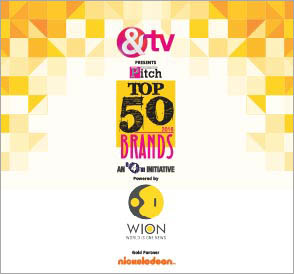 &tv
PRESENTS
Pitch
TOP
50
2018
BRANDS
AN e4m INITIATIVE
Powered by
WION
WORLD IS ONE NEWS
Gold Partner
nickelodeon